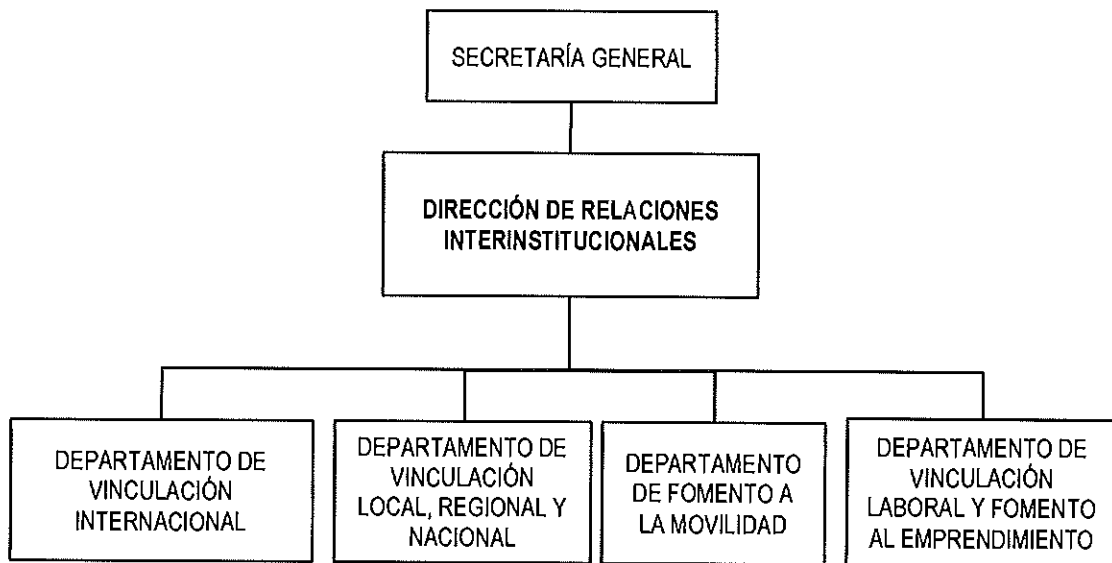 SECRETARÍA GENERAL
DIRECCIÓN DE RELACIONES
INTERINSTITUCIONALES
DEPARTAMENTO DE
VINCULACIÓN
INTERNACIONAL
DEPARTAMENTO DE
VINCULACIÓN
LOCAL, REGIONAL Y
NACIONAL
DEPARTAMENTO
DE FOMENTO A
LA MOVILIDAD
DEPARTAMENTO DE
VINCULACIÓN
LABORAL Y FOMENTO
AL EMPRENDIMIENTO